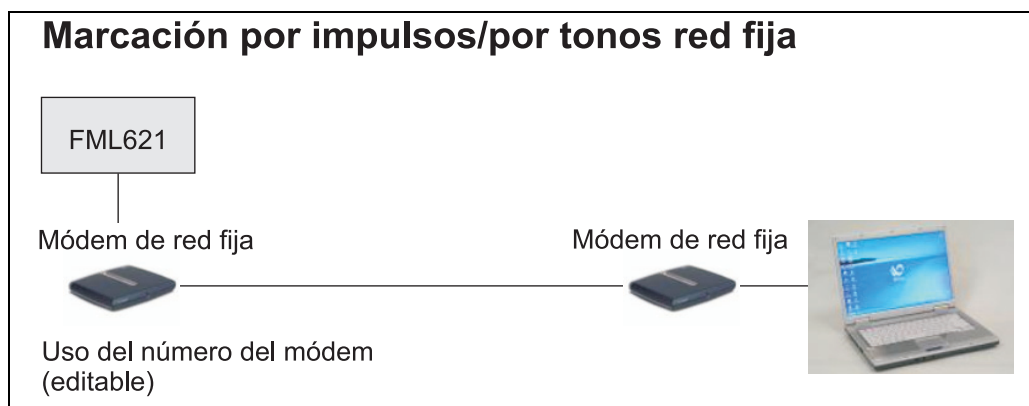 Marcación por impulsos/por tonos red fija
FML621
Módem de red fija
Módem de red fija
Uso del número del módem
(editable)